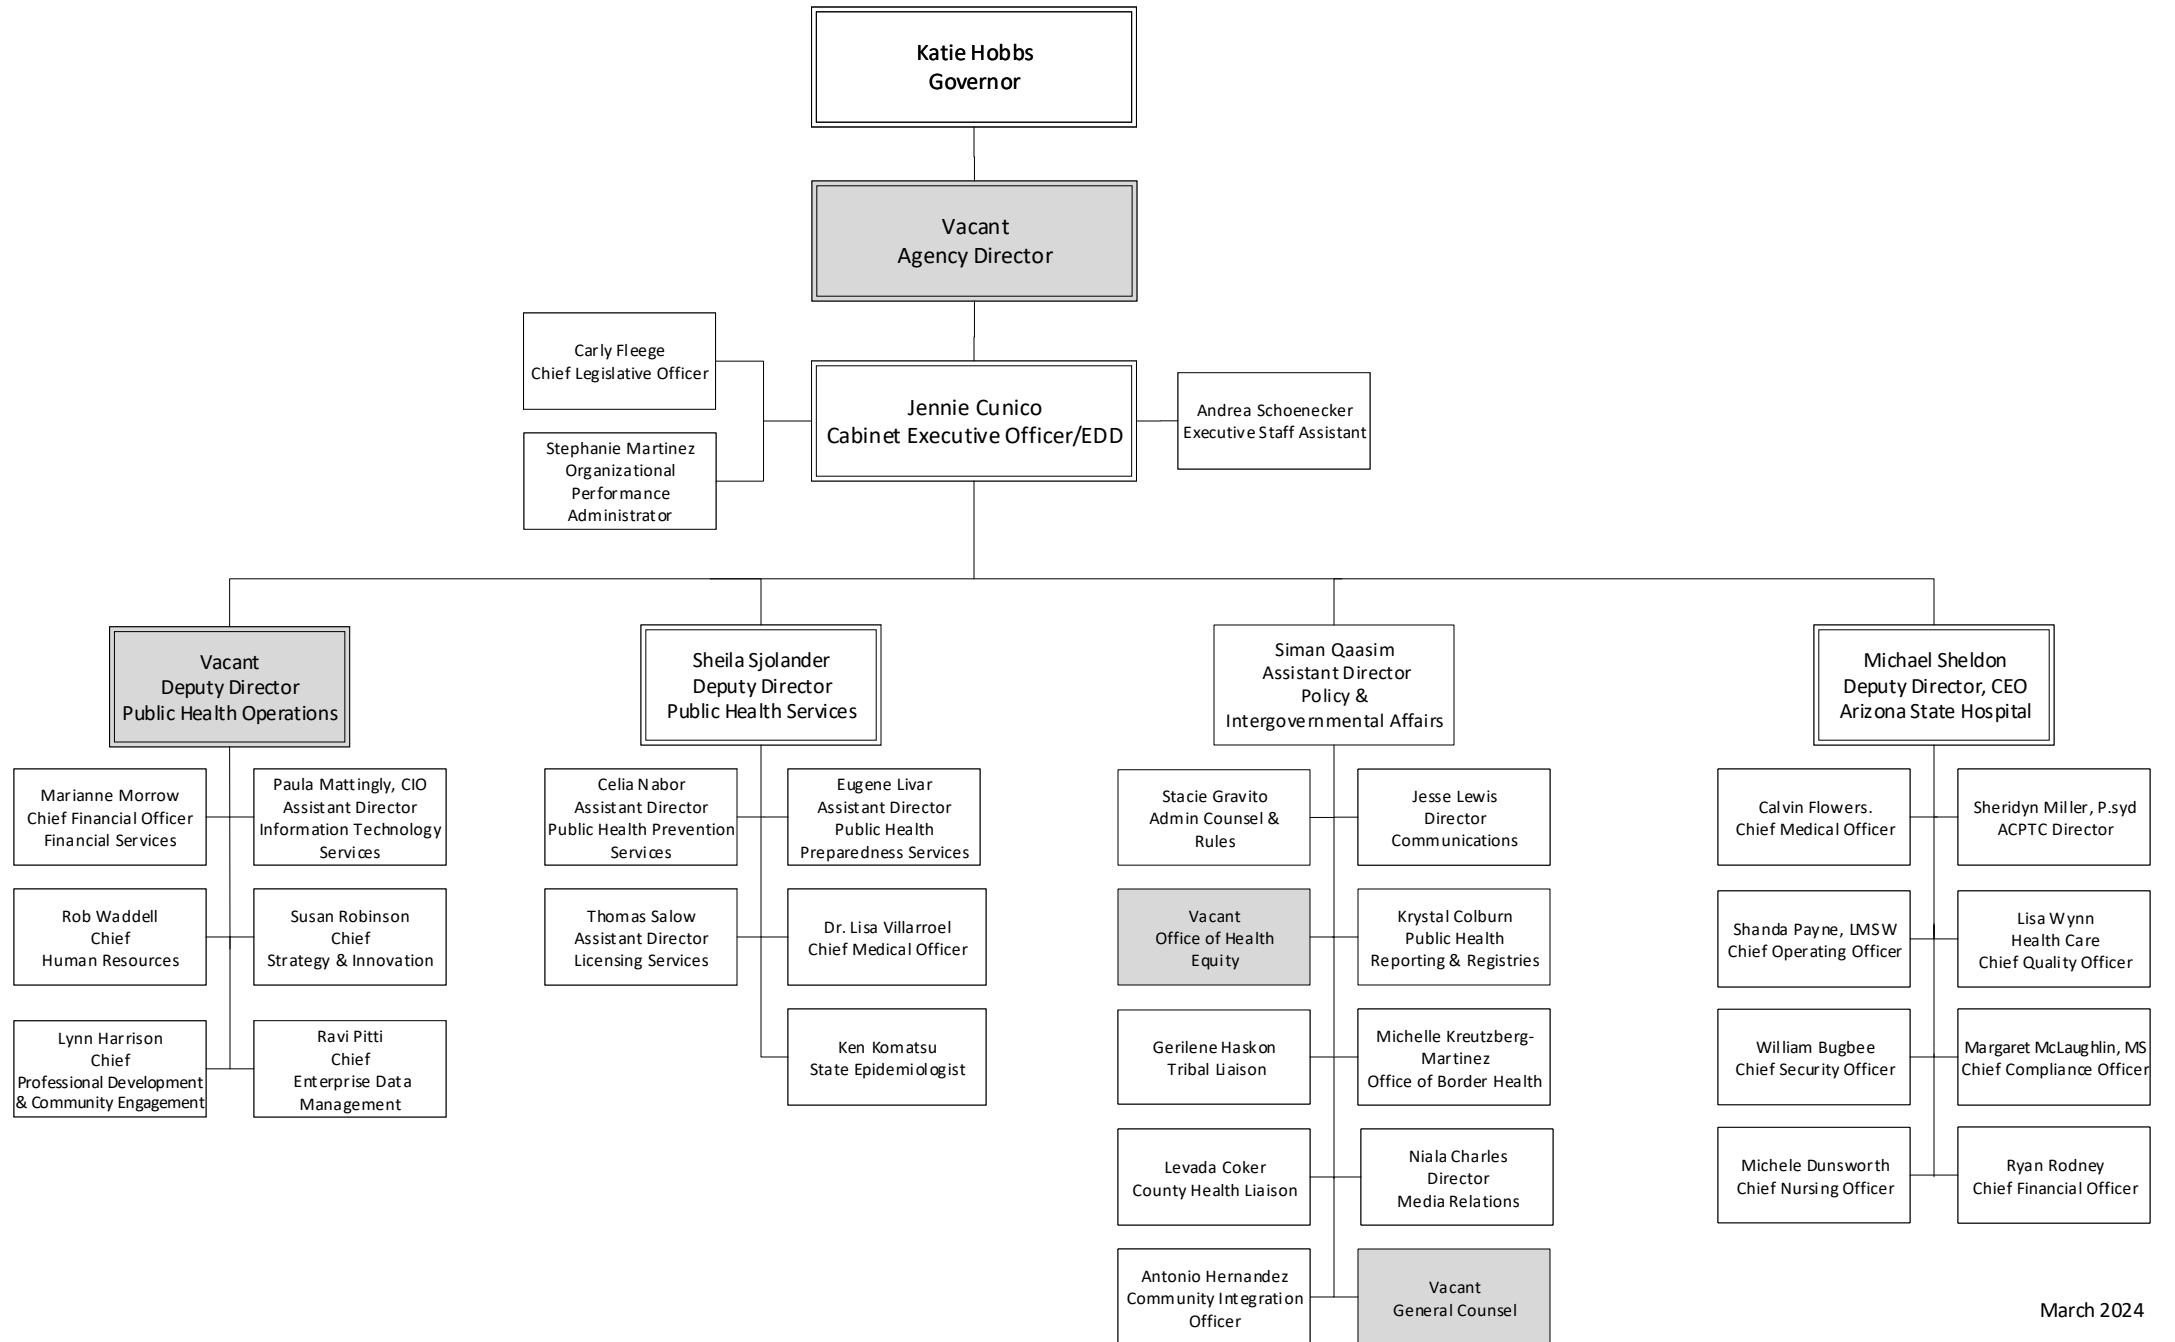 Katie Hobbs
Governor
Vacant
Agency Director
Carly Fleege
Chief Legislative Officer
Jennie Cunico
Cabinet Executive Officer/EDD
Andrea Schoenecker
Executive Staff Assistant
Stephanie Martinez
Organizational
Performance
Administrator
Vacant
Deputy Director
Public Health Operations
Sheila Sjolander
Deputy Director
Public Health Services
Siman Qaasim
Assistant Director
Policy &
Intergovernmental Affairs
Michael Sheldon
Deputy Director, CEO
Arizona State Hospital
Marianne Morrow
Chief Financial Officer
Financial Services
Paula Mattingly, CIO
Assistant Director
Information Technology
Services
Rob Waddell
Chief
Human Resources
Susan Robinson
Chief
Strategy & Innovation
Lynn Harrison
Chief
Professional Development
& Community Engagement
Ravi Pitti
Chief
Enterprise Data
Management
Celia Nabor
Assistant Director
Public Health Prevention
Services
Eugene Livar
Assistant Director
Public Health
Preparedness Services
Thomas Salow
Assistant Director
Licensing Services
Dr. Lisa Villarroel
Chief Medical Officer
Ken Komatsu
State Epidemiologist
Stacie Gravito
Admin Counsel &
Rules
Jesse Lewis
Director
Communications
Vacant
Office of Health
Equity
Krystal Colburn
Public Health
Reporting & Registries
Gerilene Haskon
Tribal Liaison
Michelle Kreutzberg-
Martinez
Office of Border Health
Levada Coker
County Health Liaison
Niala Charles
Director
Media Relations
Antonio Hernandez
Community Integration
Officer
Vacant
General Counsel
Calvin Flowers.
Chief Medical Officer
Sheridyn Miller, P.syd
ACPTC Director
Shanda Payne, LMSW
Chief Operating Officer
Lisa Wynn
Health Care
Chief Quality Officer
William Bugbee
Chief Security Officer
Margaret McLaughlin, MS
Chief Compliance Officer
Michele Dunsworth
Chief Nursing Officer
Ryan Rodney
Chief Financial Officer
March 2024